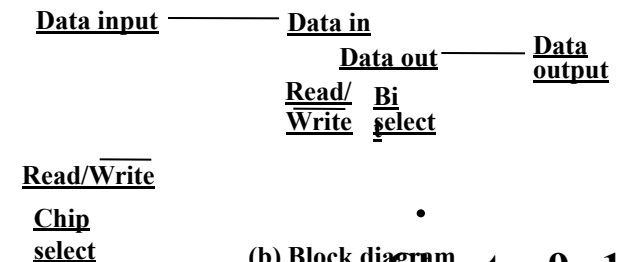 Data input
Data in
Data out
Data
output
Read/
Write
Bi
t
select
Read/Write
Chip
select
(b) Block diagram